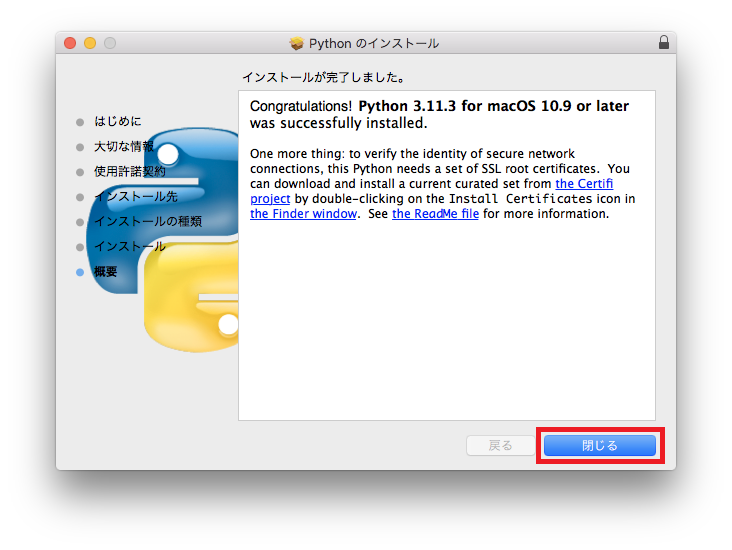 Python のインストール
インストールが完了しました。
はじめに
大切な情報
使用許諾契約
インストール先
インストールの種類
インストール
概要
Congratulations! Python 3.11.3 for macOS 10.9 or later
was successfully installed.
One more thing: to verify the identity of secure network
connections, this Python needs a set of SSL root certificates. You
can download and install a current curated set from the Certifi
project by double-clicking on the Install Certificates icon in
the Finder window. See the ReadMe file for more information.
戻る
閉じる